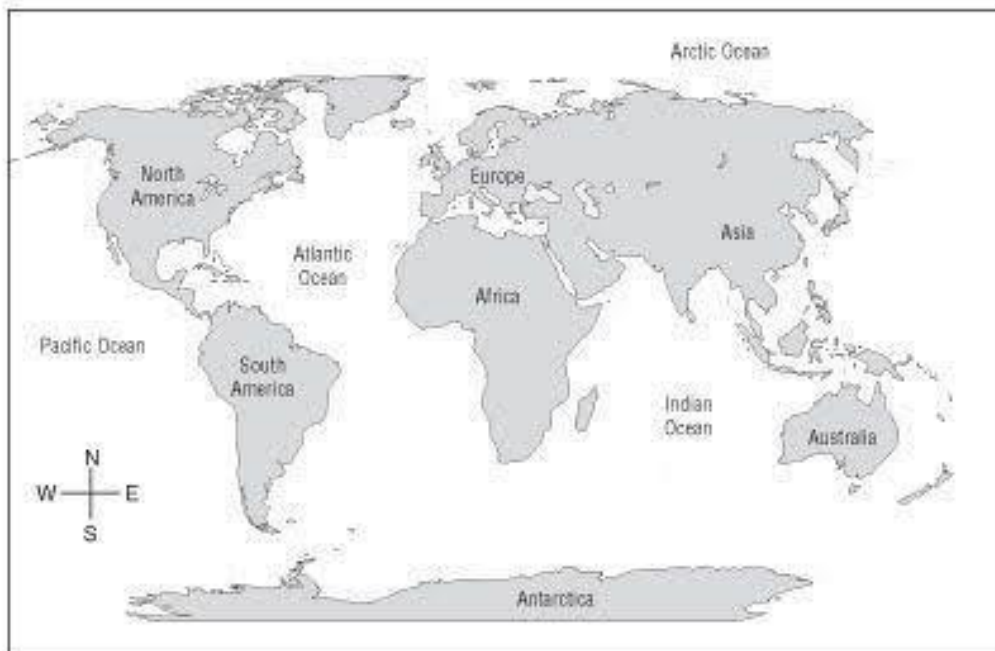 Arctic Ocean
North
America
Europe
Asia
Atlantic
Ocean
Africa
Pacific Ocean
South
America
Indian
Ocean
Australia
N
W E
S
Antarctica